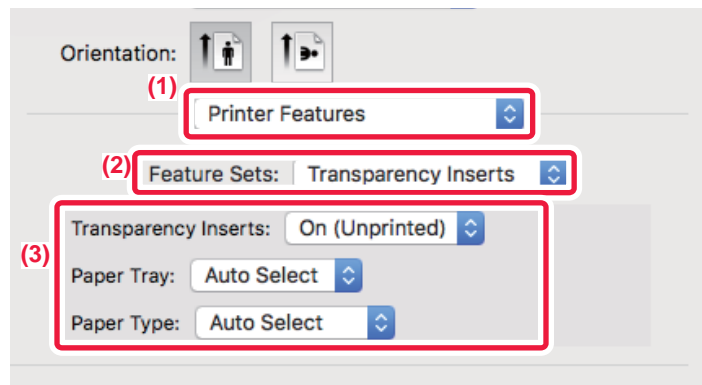 Orientation:
(1)
Printer Features
(2)
Feature Sets: Transparency Inserts
(3)
Transparency Inserts: On (Unprinted)
Paper Tray: Auto Select
Paper Type: Auto Select